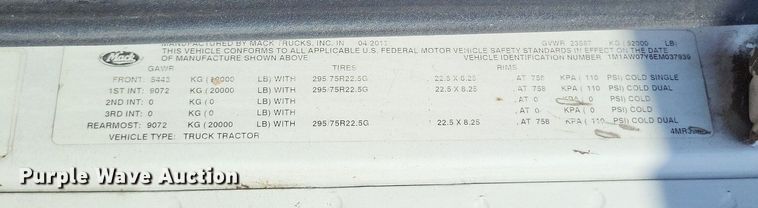 MANUFACTURED BY MACK TRUCKS, INC. IN 04/2013 GVWR 23587 KG (52000 LB)
THIS VEHICLE CONFORMS TO ALL APPLICABLE U.S. FEDERAL MOTOR VEHICLE SAFETY STANDARDS IN EFFECT ON THE DATE
Mack OF MANUFACTURE SHOWN ABOVE. VEHICLE IDENTIFICATION NUMBER 1M1AW07Y6EM037939
GAWR TIRES RIMS
FRONT: 5443 KG (12000 LB) WITH 295/75R22.5G 22.5 X 8.25 , AT 758 KPA ( 110 PSI) COLD SINGLE
1ST INT: 9072 KG ( 20000 LB) WITH 295/75R22.5G 22.5 X 8.25 , AT 758 KPA ( 110 PSI) COLD DUAL
2ND INT: 0 KG ( 0 LB) WITH , AT 0 KPA ( 0 PSI) COLD
3RD INT: 0 KG ( 0 LB) WITH , AT 0 KPA ( 0 PSI) COLD
REARMOST: 9072 KG ( 20000 LB) WITH 295/75R22.5G 22.5 X 8.25 , AT 758 KPA ( 110 PSI) COLD DUAL
VEHICLE TYPE: TRUCK TRACTOR
Purple Wave Auction